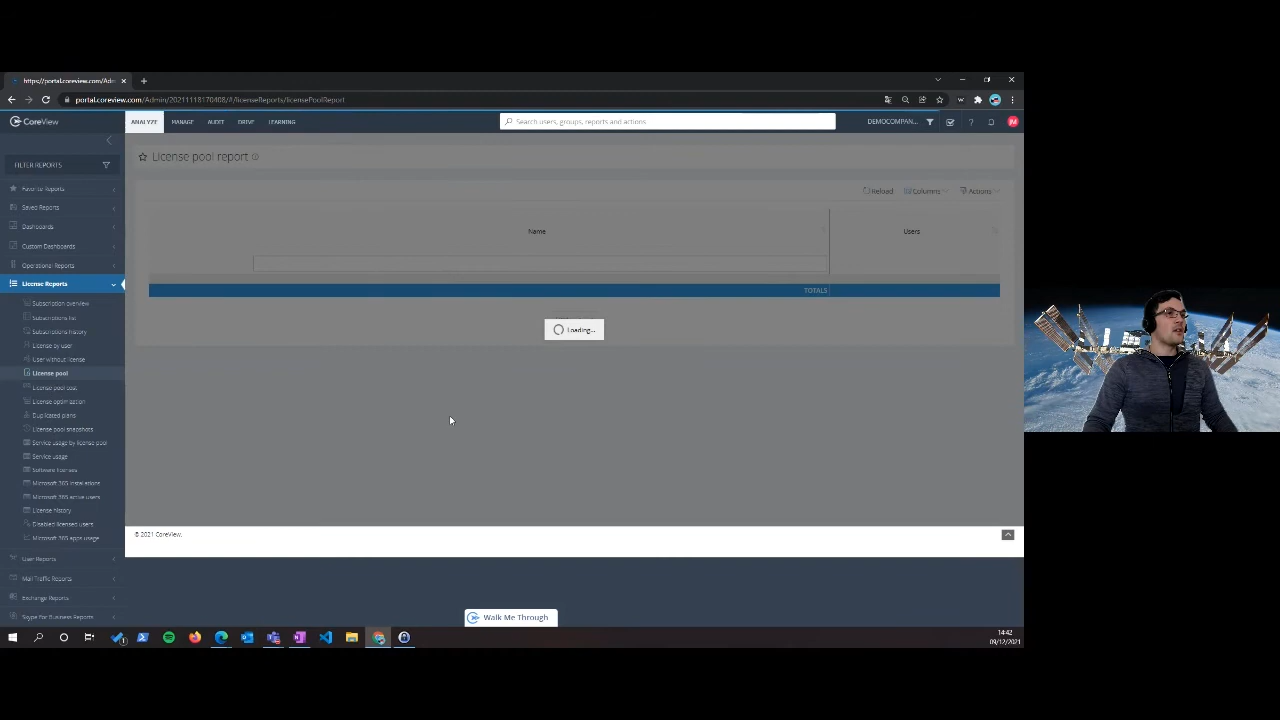 https://portal.coreview.com/Adm
portal.coreview.com/Admin/20211118170408/#/licenseReports/licensePoolReport
CoreView
ANALYZE
MANAGE
AUDIT
DRIVE
LEARNING
Search users, groups, reports and actions
DEMOCOMPAN...
FILTER REPORTS
License pool report
Favorite Reports
Saved Reports
Dashboards
Custom Dashboards
Operational Reports
License Reports
Subscription overview
Subscriptions list
Subscriptions history
License by user
User without license
License pool
License pool cost
License optimization
Duplicated plans
License pool snapshots
Service usage by license pool
Service usage
Software licenses
Microsoft 365 installations
Microsoft 365 active users
License history
Disabled licensed users
Microsoft 365 apps usage
User Reports
Mail Traffic Reports
Exchange Reports
Skype For Business Reports
Reload
Columns
Actions
Name
Users
TOTALS
Loading...
© 2021 CoreView.
Walk Me Through
14:42
09/12/2021